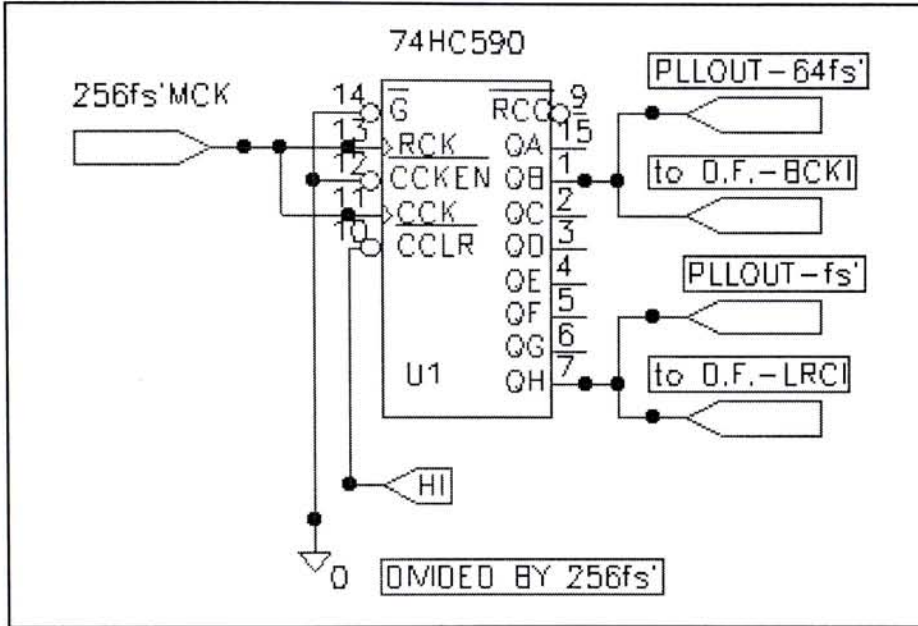 74HC590
256fs'MCK
PLLOUT-64fs'
14 G RCO 9
13 RCK QA 15
12 CCKEN QB 1
to D.F.-BCKI
11 CCK QC 2
10 CCLR QD 3
QE 4
PLLOUT-fs'
QF 5
QG 6
U1 QH 7
to D.F.-LRCI
HI
0 DIVIDED BY 256fs'